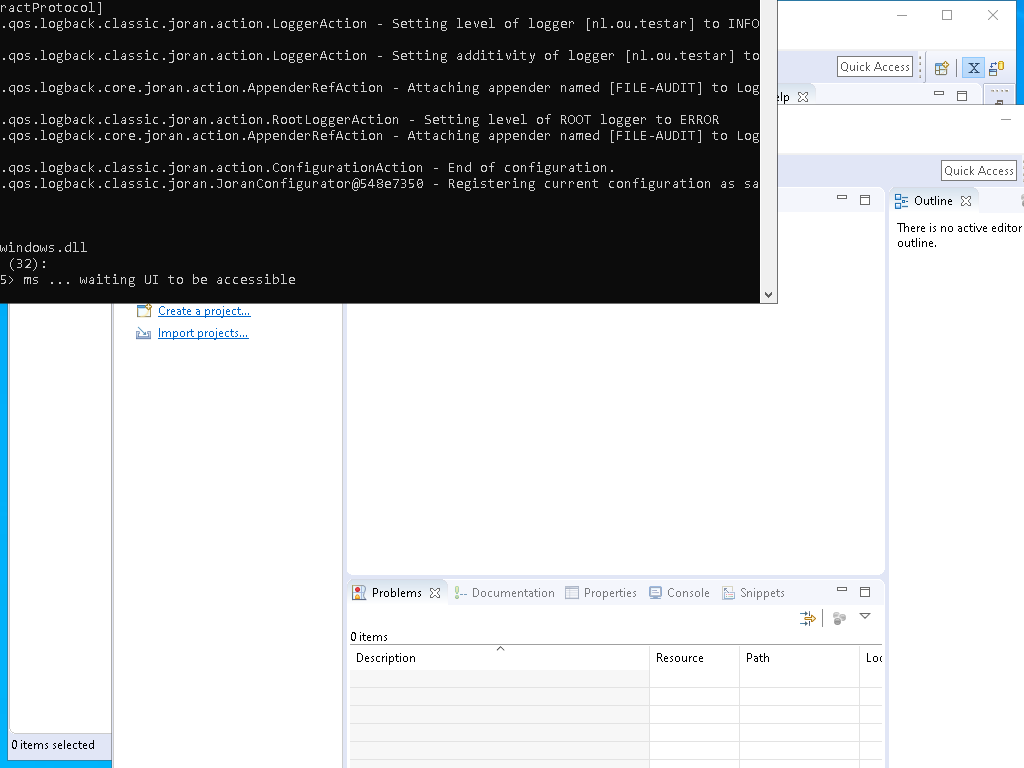 ractProtocol]
.qos.logback.classic.joran.action.LoggerAction - Setting level of logger [nl.ou.testar] to INFO
.qos.logback.classic.joran.action.LoggerAction - Setting additivity of logger [nl.ou.testar] to
.qos.logback.core.joran.action.AppenderRefAction - Attaching appender named [FILE-AUDIT] to Log
.qos.logback.classic.joran.action.RootLoggerAction - Setting level of ROOT logger to ERROR
.qos.logback.core.joran.action.AppenderRefAction - Attaching appender named [FILE-AUDIT] to Log
.qos.logback.classic.joran.action.ConfigurationAction - End of configuration.
.qos.logback.classic.joran.JoranConfigurator@548e7350 - Registering current configuration as sa
windows.dll
(32):
5> ms ... waiting UI to be accessible
Quick Access
X
elp
Quick Access
Outline
There is no active editor
outline.
Create a project...
Import projects...
Problems
Documentation
Properties
Console
Snippets
0 items
Description
Resource
Path
Loc
0 items selected